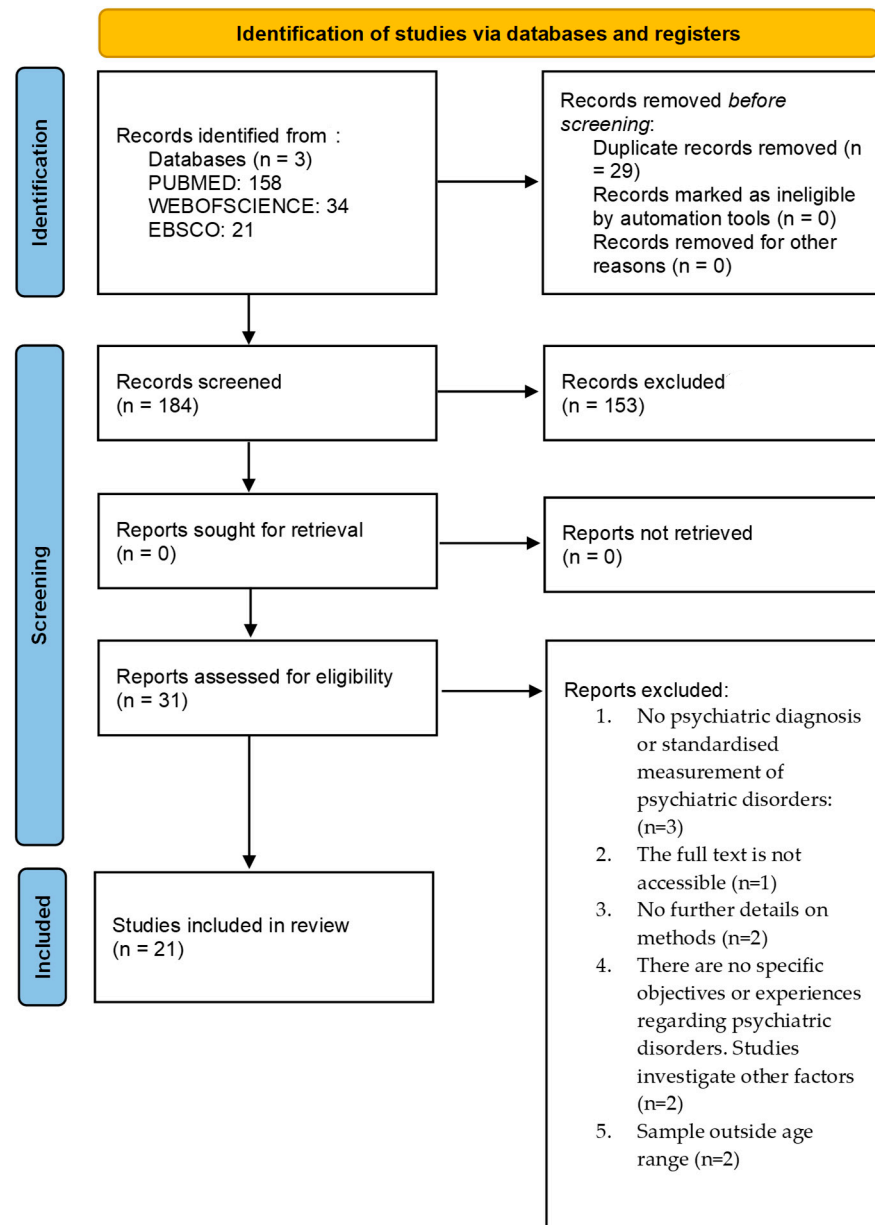 Identification of studies via databases and registers
Identification
Records identified from :
Databases (n = 3)
PUBMED: 158
WEBOFSCIENCE: 34
EBSCO: 21
Records removed before
screening:
Duplicate records removed (n
= 29)
Records marked as ineligible
by automation tools (n = 0)
Records removed for other
reasons (n = 0)
Screening
Records screened
(n = 184)
Records excluded
(n = 153)
Reports sought for retrieval
(n = 0)
Reports not retrieved
(n = 0)
Reports assessed for eligibility
(n = 31)
Reports excluded:
1. No psychiatric diagnosis
or standardised
measurement of
psychiatric disorders:
(n=3)
2. The full text is not
accessible (n=1)
3. No further details on
methods (n=2)
4. There are no specific
objectives or experiences
regarding psychiatric
disorders. Studies
investigate other factors
(n=2)
5. Sample outside age
range (n=2)
Included
Studies included in review
(n = 21)